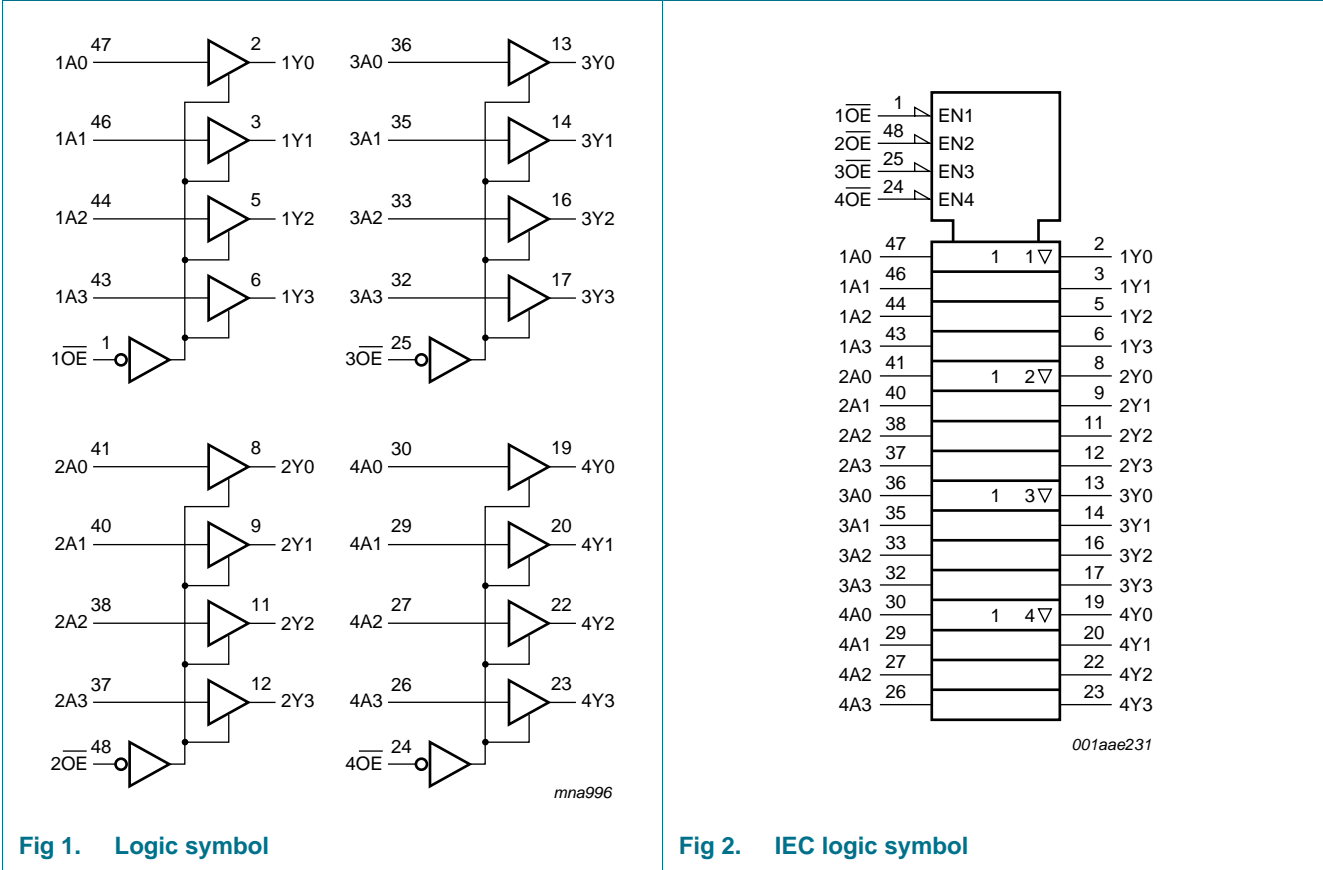 47 2 36 13
1A0 1Y0 3A0 3Y0
46 3 35 14
1A1 1Y1 3A1 3Y1
44 5 33 16
1A2 1Y2 3A2 3Y2
43 6 32 17
1A3 1Y3 3A3 3Y3
1 25
1O̅E̅ 3O̅E̅
41 8 30 19
2A0 2Y0 4A0 4Y0
40 9 29 20
2A1 2Y1 4A1 4Y1
38 11 27 22
2A2 2Y2 4A2 4Y2
37 12 26 23
2A3 2Y3 4A3 4Y3
48 24
2O̅E̅ 4O̅E̅
mna996
Fig 1. Logic symbol
1O̅E̅ 1 EN1
2O̅E̅ 48 EN2
3O̅E̅ 25 EN3
4O̅E̅ 24 EN4
1A0 47 1 1▽ 2 1Y0
1A1 46 3 1Y1
1A2 44 5 1Y2
1A3 43 6 1Y3
2A0 41 1 2▽ 8 2Y0
2A1 40 9 2Y1
2A2 38 11 2Y2
2A3 37 12 2Y3
3A0 36 1 3▽ 13 3Y0
3A1 35 14 3Y1
3A2 33 16 3Y2
3A3 32 17 3Y3
4A0 30 1 4▽ 19 4Y0
4A1 29 20 4Y1
4A2 27 22 4Y2
4A3 26 23 4Y3
001aae231
Fig 2. IEC logic symbol